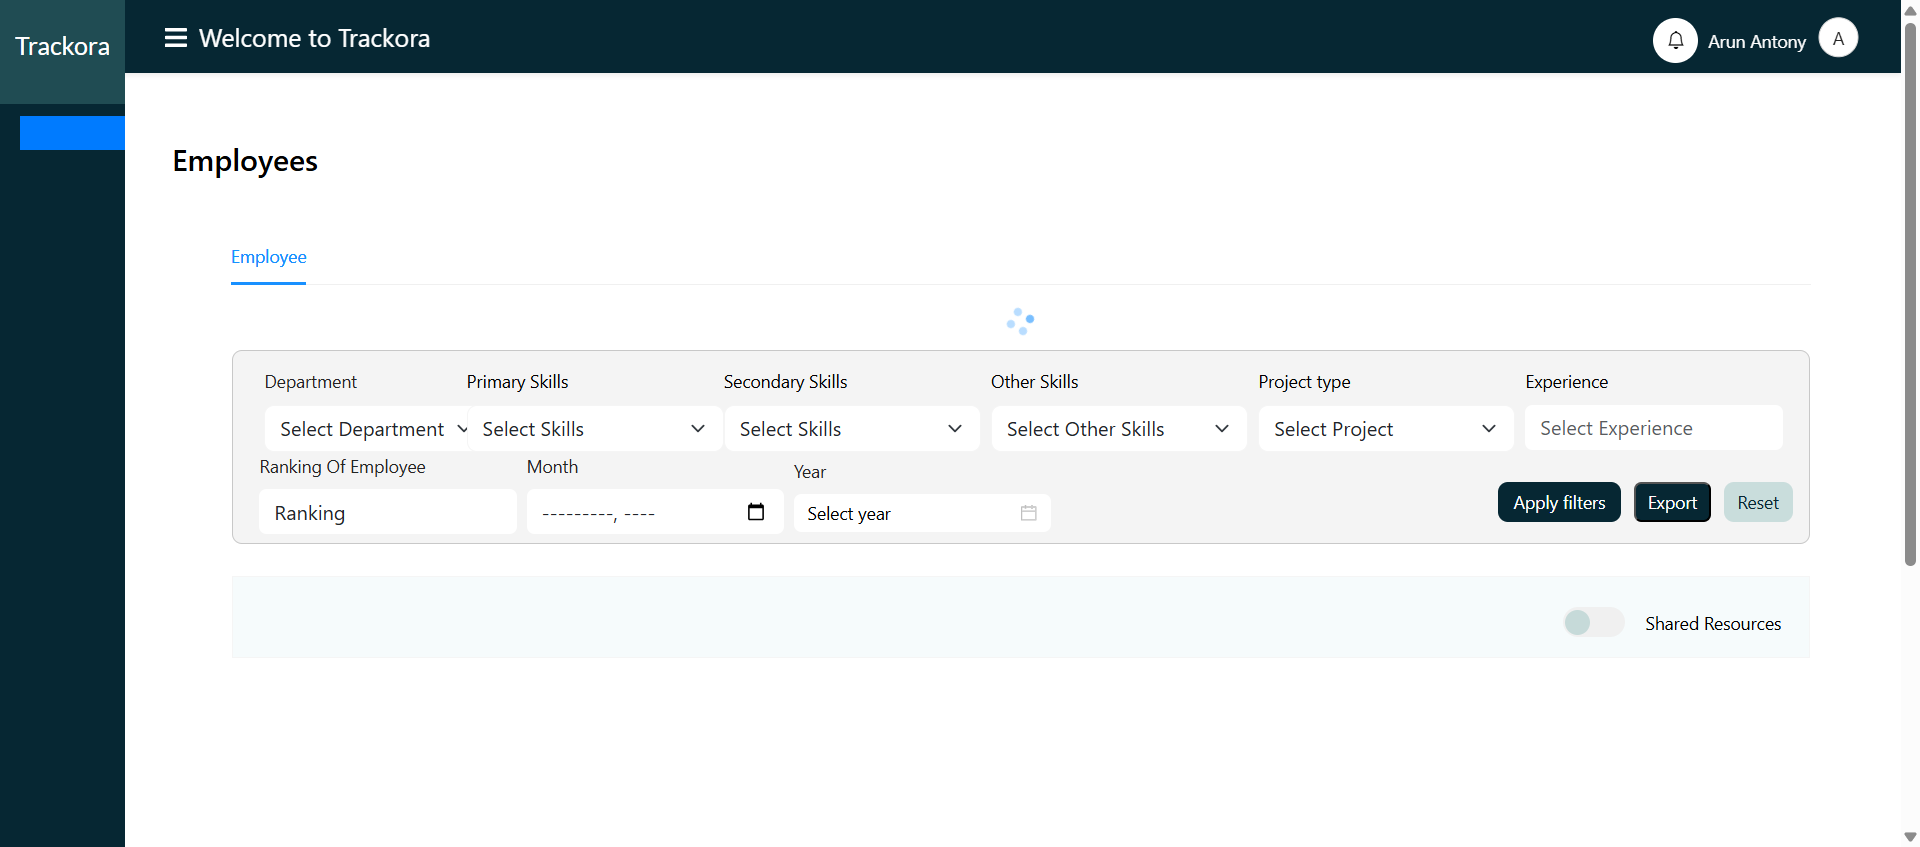 Trackora
Welcome to Trackora
Arun Antony
A
Employees
Employee
Department Primary Skills Secondary Skills Other Skills Project type Experience
Select Department Select Skills Select Skills Select Other Skills Select Project Select Experience
Ranking Of Employee Month Year
Ranking ---------, ---- Select year Apply filters Export Reset
Shared Resources